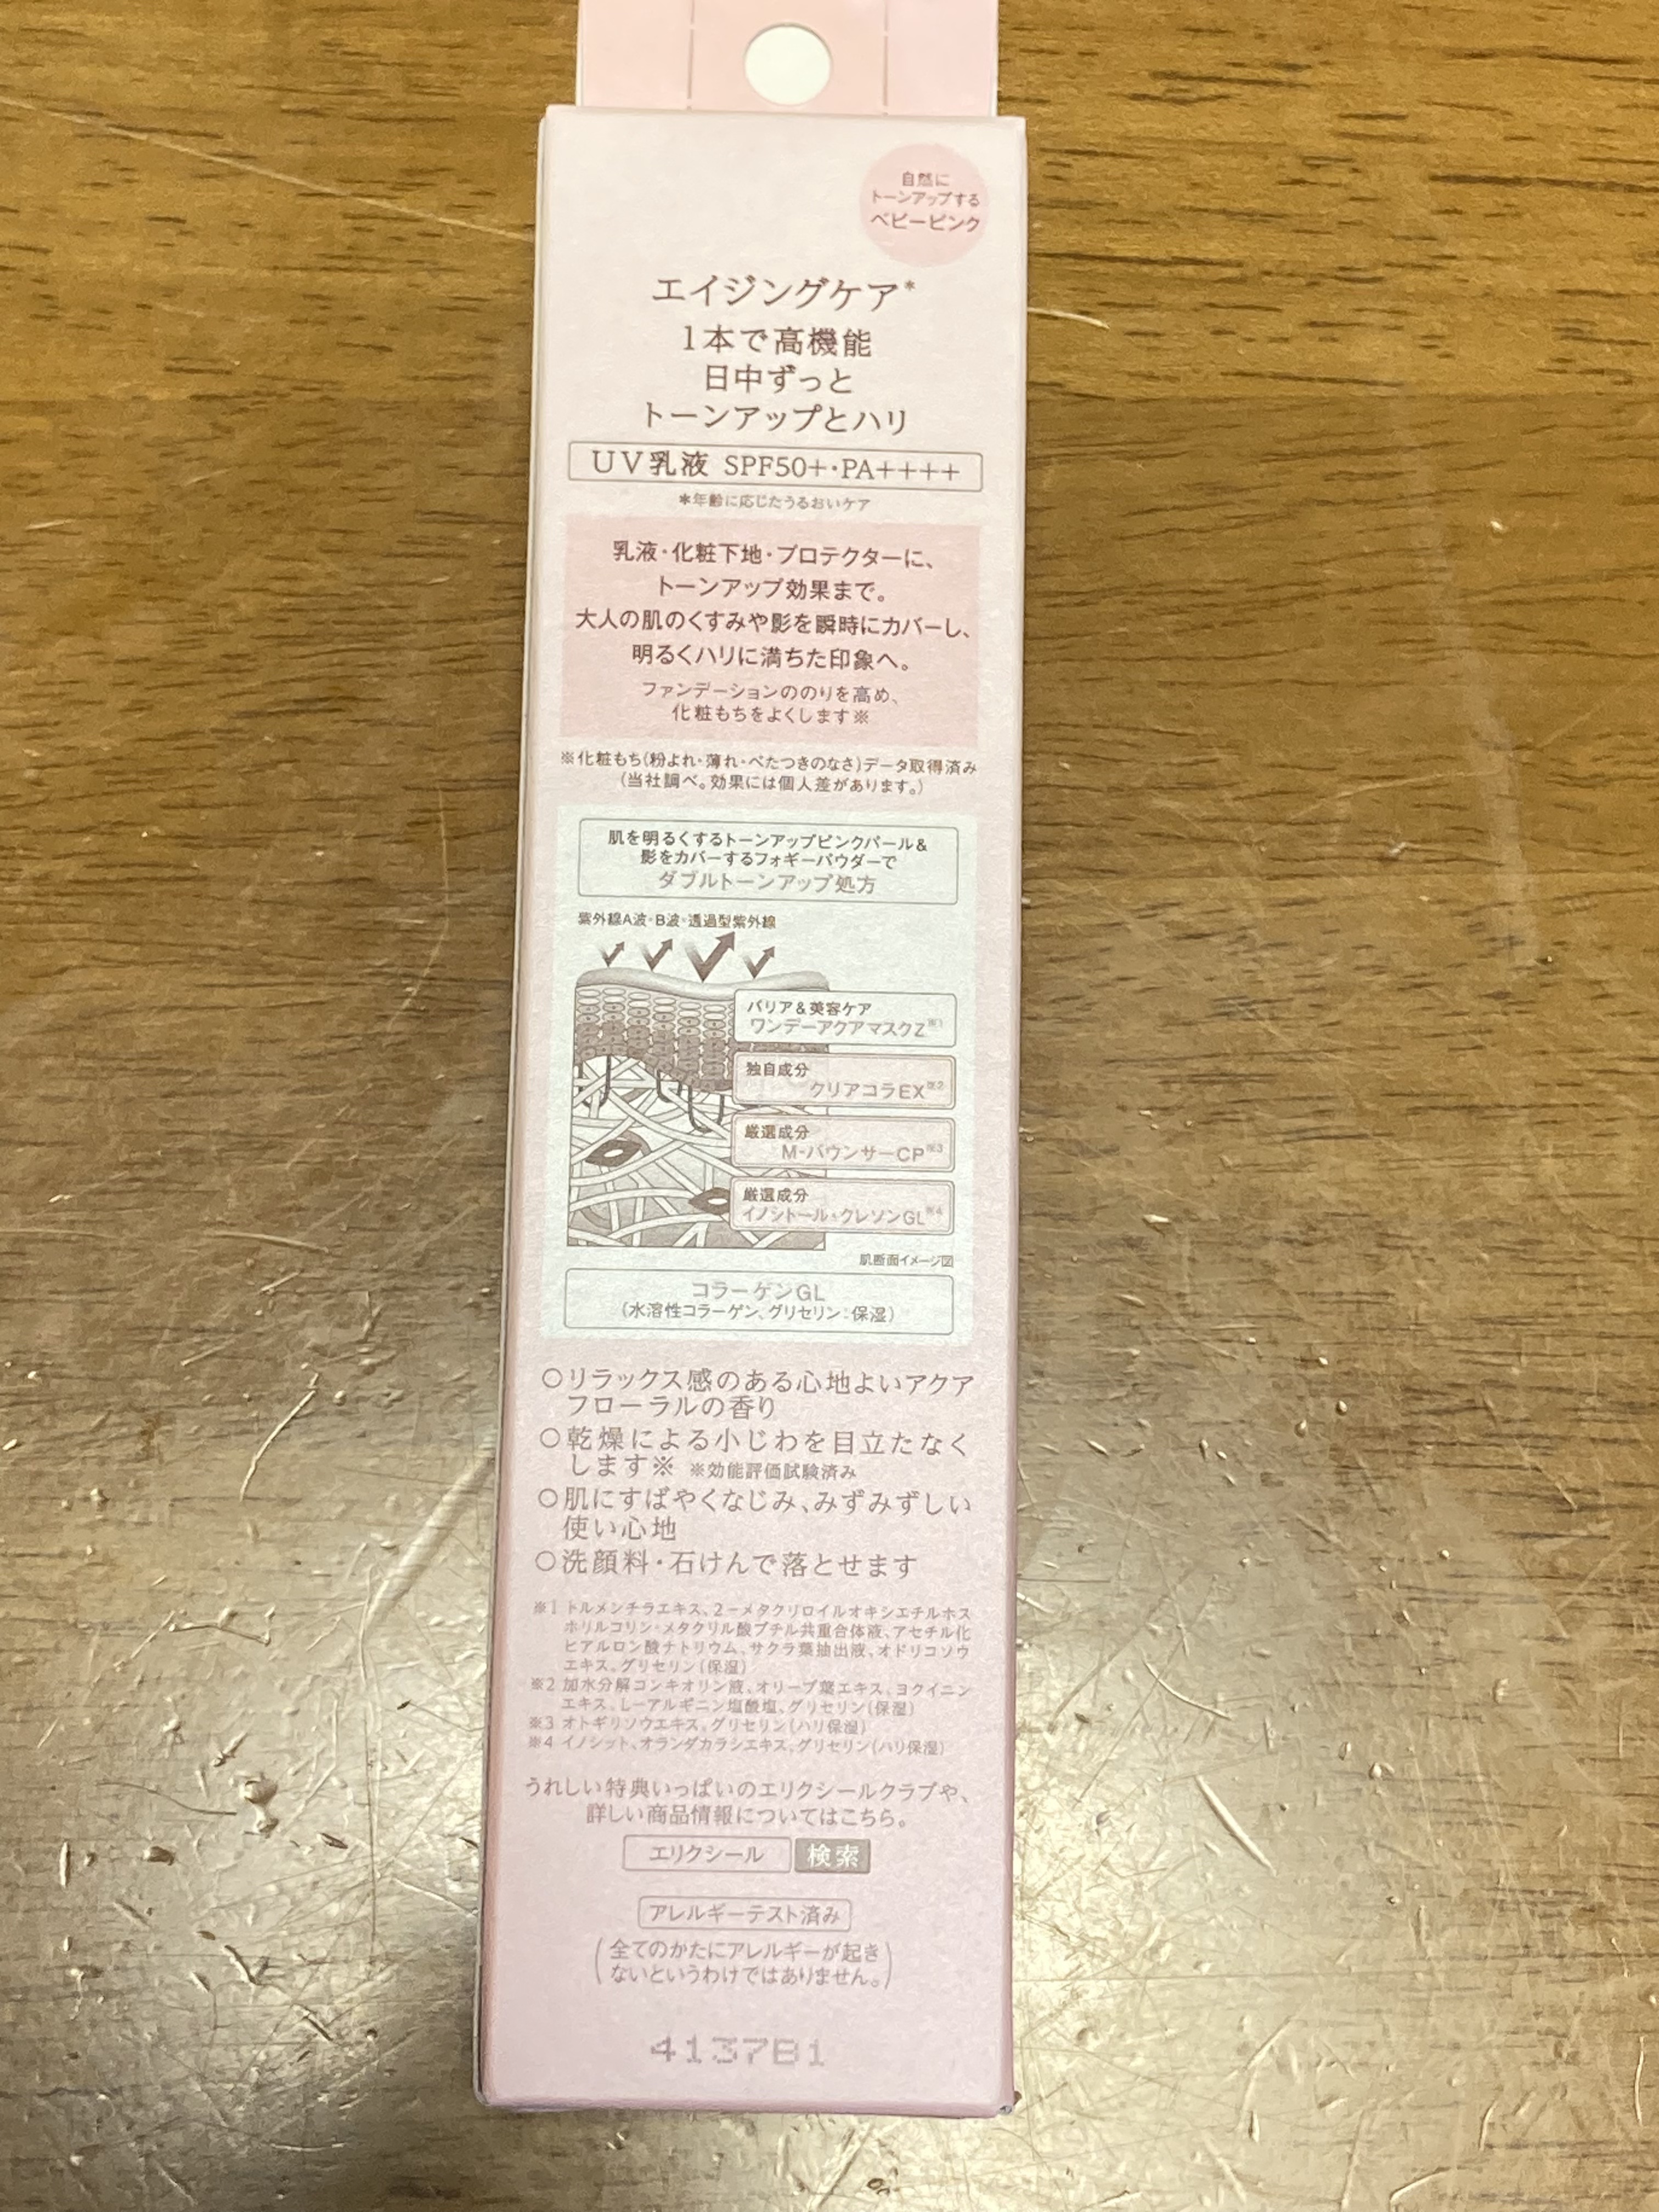 自然に
トーンアップする
ベビーピンク
エイジングケア*
1本で高機能
日中ずっと
トーンアップとハリ
UV乳液 SPF50+・PA++++
*年齢に応じたうるおいケア
乳液・化粧下地・プロテクターに、
トーンアップ効果まで。
大人の肌のくすみや影を瞬時にカバーし、
明るくハリに満ちた印象へ。
ファンデーションののりを高め、
化粧もちをよくします※
※化粧もち(粉よれ・薄れ・べたつきのなさ)データ取得済み
(当社調べ。効果には個人差があります。)
肌を明るくするトーンアップピンクパール&
影をカバーするフォギーパウダーで
ダブルトーンアップ処方
紫外線A波・B波・透過型紫外線
バリア&美容ケア
ワンデーアクアマスクZ※1
独自成分
クリアコラEX※2
厳選成分
M-バウンサーCP※3
厳選成分
イノシトール・クレソンGL※4
肌断面イメージ図
コラーゲンGL
(水溶性コラーゲン、グリセリン:保湿)
○リラックス感のある心地よいアクア
フローラルの香り
○乾燥による小じわを目立たなく
します※ ※効能評価試験済み
○肌にすばやくなじみ、みずみずしい
使い心地
○洗顔料・石けんで落とせます
※1 トルメンチラエキス、2-メタクリロイルオキシエチルホス
ホリルコリン・メタクリル酸ブチル共重合体液、アセチル化
ヒアルロン酸ナトリウム、サクラ葉抽出液、オドリコソウ
エキス、グリセリン(保湿)
※2 加水分解コンキオリン液、オリーブ葉エキス、ヨクイニン
エキス、L-アルギニン塩酸塩、グリセリン(保湿)
※3 オトギリソウエキス、グリセリン(ハリ保湿)
※4 イノシット、オランダカラシエキス、グリセリン(ハリ保湿)
うれしい特典いっぱいのエリクシールクラブや、
詳しい商品情報についてはこちら。
エリクシール 検索
アレルギーテスト済み
(全てのかたにアレルギーが起き
ないというわけではありません。)
4137B1